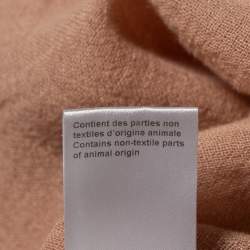 Contient des parties non
textiles d'origine animale
Contains non-textile parts
of animal origin